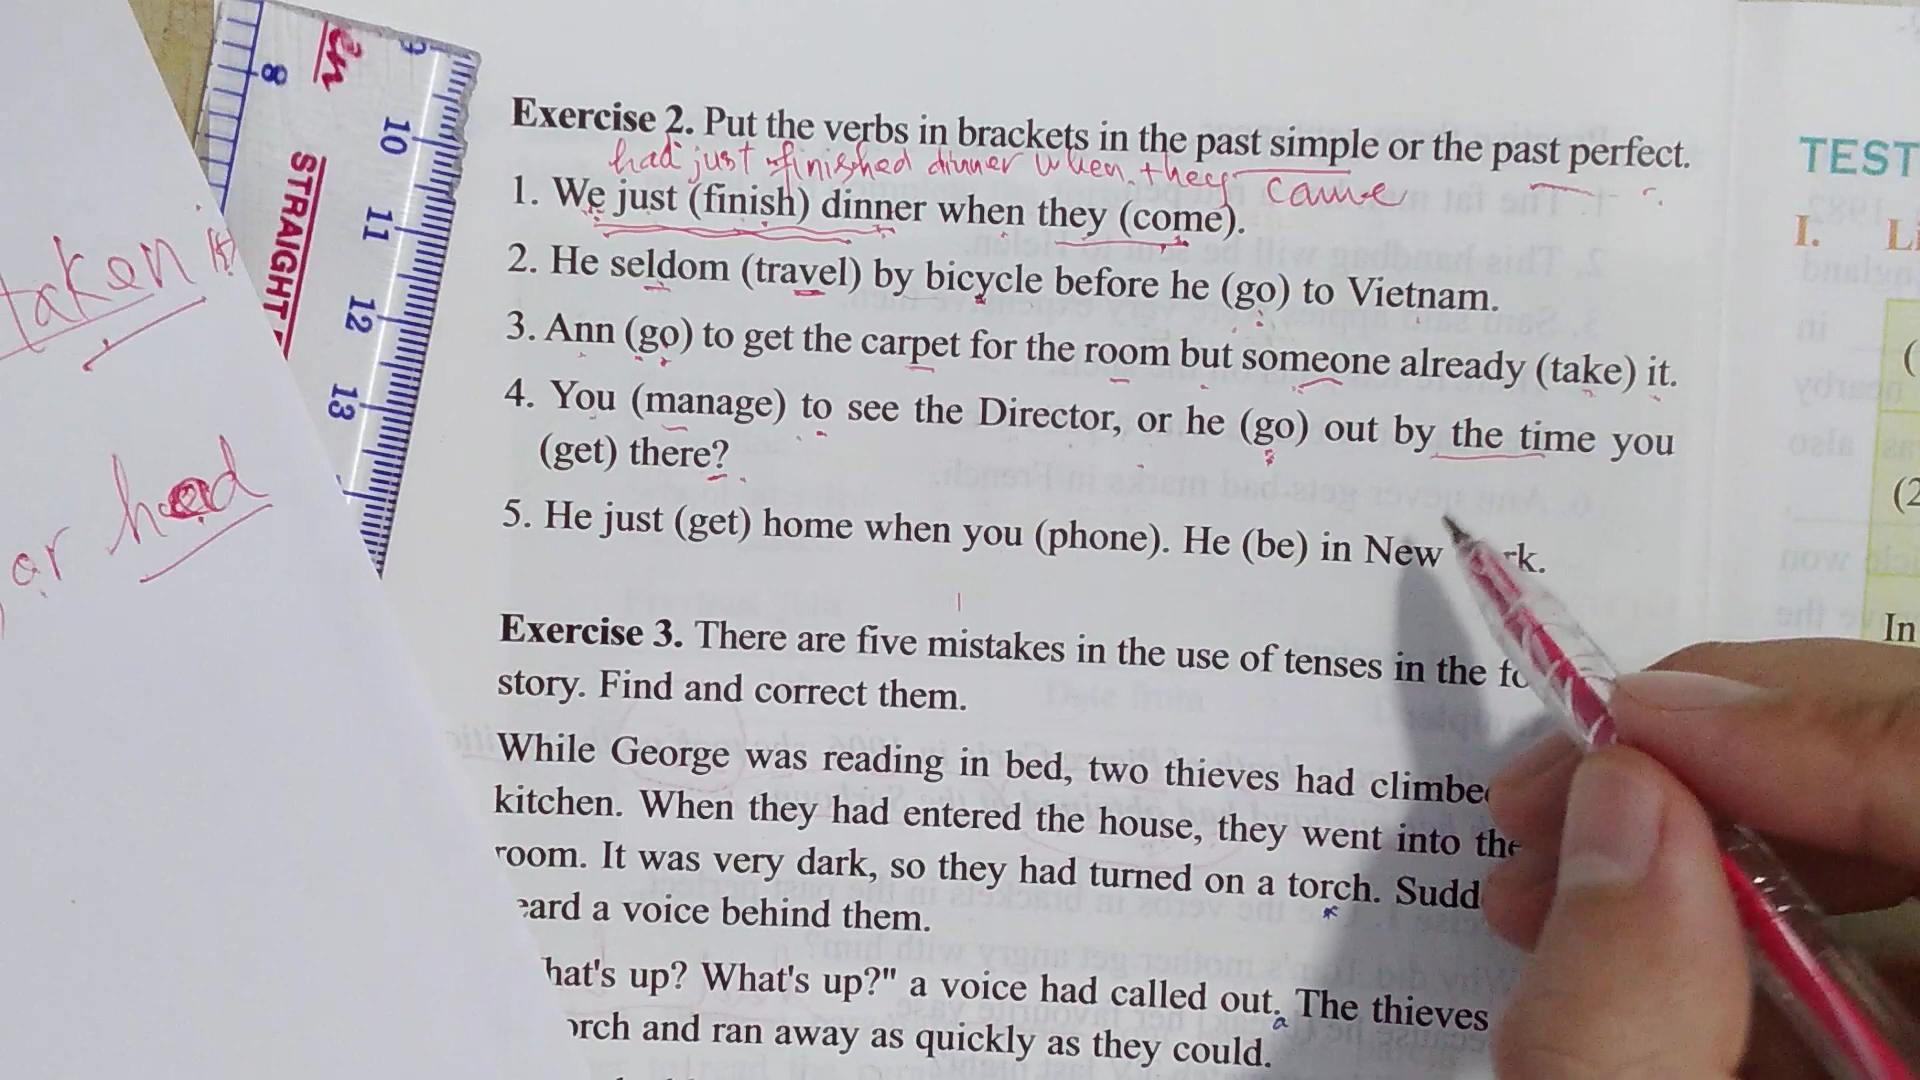 8
10
11
12
13
STRAIGHT
taken
or had
Exercise 2. Put the verbs in brackets in the past simple or the past perfect.
had just finished dinner when they came
1. We just (finish) dinner when they (come).
2. He seldom (travel) by bicycle before he (go) to Vietnam.
3. Ann (go) to get the carpet for the room but someone already (take) it.
4. You (manage) to see the Director, or he (go) out by the time you
(get) there?
5. He just (get) home when you (phone). He (be) in New
Exercise 3. There are five mistakes in the use of tenses in the
story. Find and correct them.
While George was reading in bed, two thieves had
kitchen. When they had entered the house, they went into
It was very dark, so they had turned on a torch.
a voice behind them.
up? What's up?" a voice had called out. The thieves
and ran away as quickly as they could.
TEST
I.
In